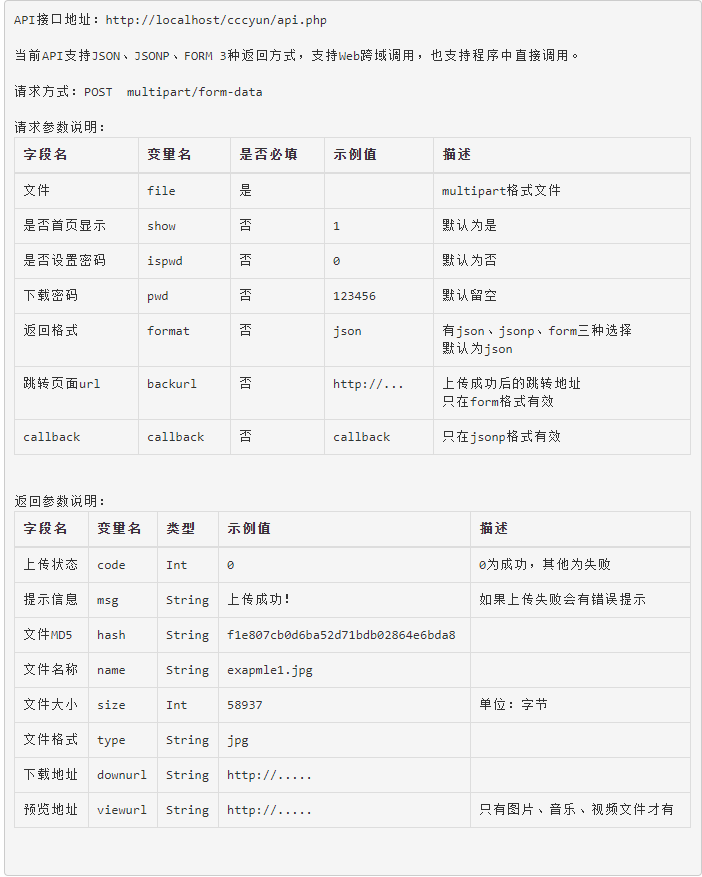 API接口地址：http://localhost/cccyun/api.php
当前API支持JSON、JSONP、FORM 3种返回方式，支持Web跨域调用，也支持程序中直接调用。
请求方式：POST multipart/form-data
请求参数说明：
字段名 变量名 是否必填 示例值 描述
文件 file 是 multipart格式文件
是否首页显示 show 否 1 默认为是
是否设置密码 ispwd 否 0 默认为否
下载密码 pwd 否 123456 默认留空
返回格式 format 否 json 有json、jsonp、form三种选择
默认为json
跳转页面url backurl 否 http://... 上传成功后的跳转地址
只在form格式有效
callback callback 否 callback 只在jsonp格式有效
返回参数说明：
字段名 变量名 类型 示例值 描述
上传状态 code Int 0 0为成功，其他为失败
提示信息 msg String 上传成功！ 如果上传失败会有错误提示
文件MD5 hash String f1e807cb0d6ba52d71bdb02864e6bda8
文件名称 name String exapmle1.jpg
文件大小 size Int 58937 单位：字节
文件格式 type String jpg
下载地址 downurl String http://.....
预览地址 viewurl String http://..... 只有图片、音乐、视频文件才有